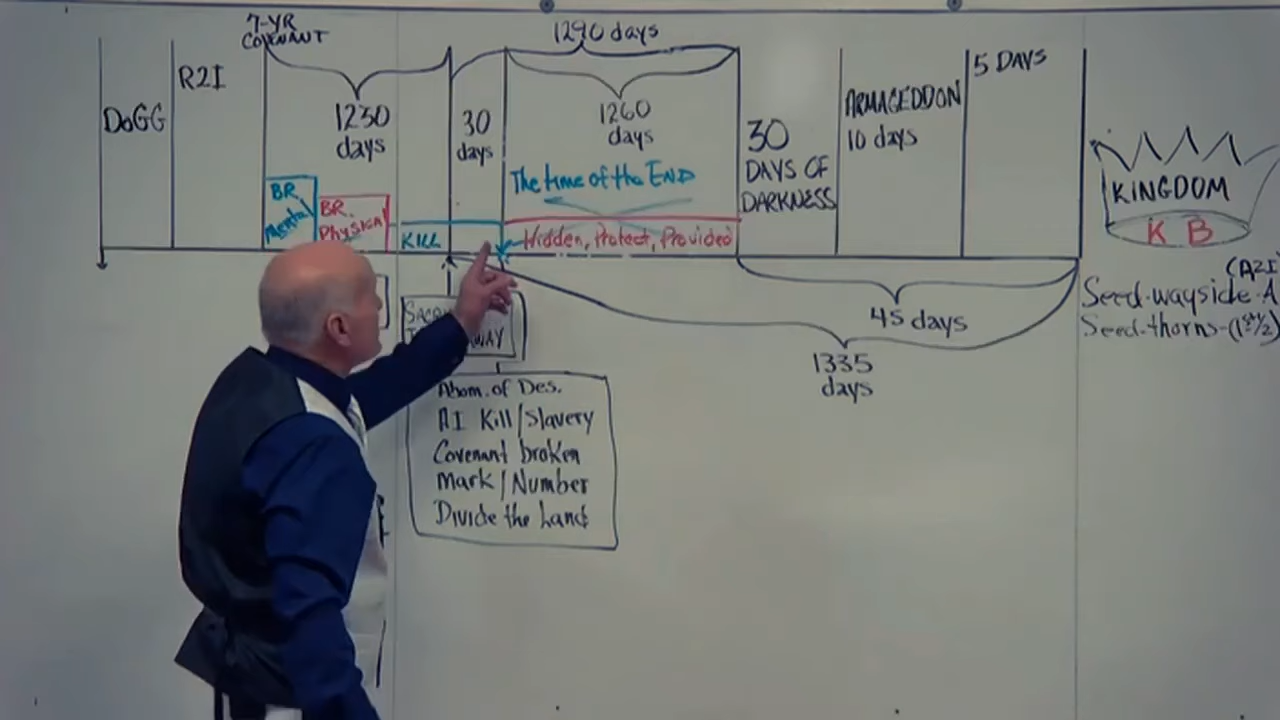 7-YR
COVENANT
1290 days
DoGG
R2I
1230
days
30
days
1260
days
30
DAYS OF
DARKNESS
ARMAGEDDON
10 days
5 DAYS
KINGDOM
K B
The time of the END
BR.
Mental
BR.
Physical
KILL
Hidden, Protect, Provided
(A2I
Seed-wayside-A
Seed-thorns-(1st 1/2)
45 days
1335
days
Abom. of Des.
AI Kill/Slavery
Covenant broken
Mark/Number
Divide the Land